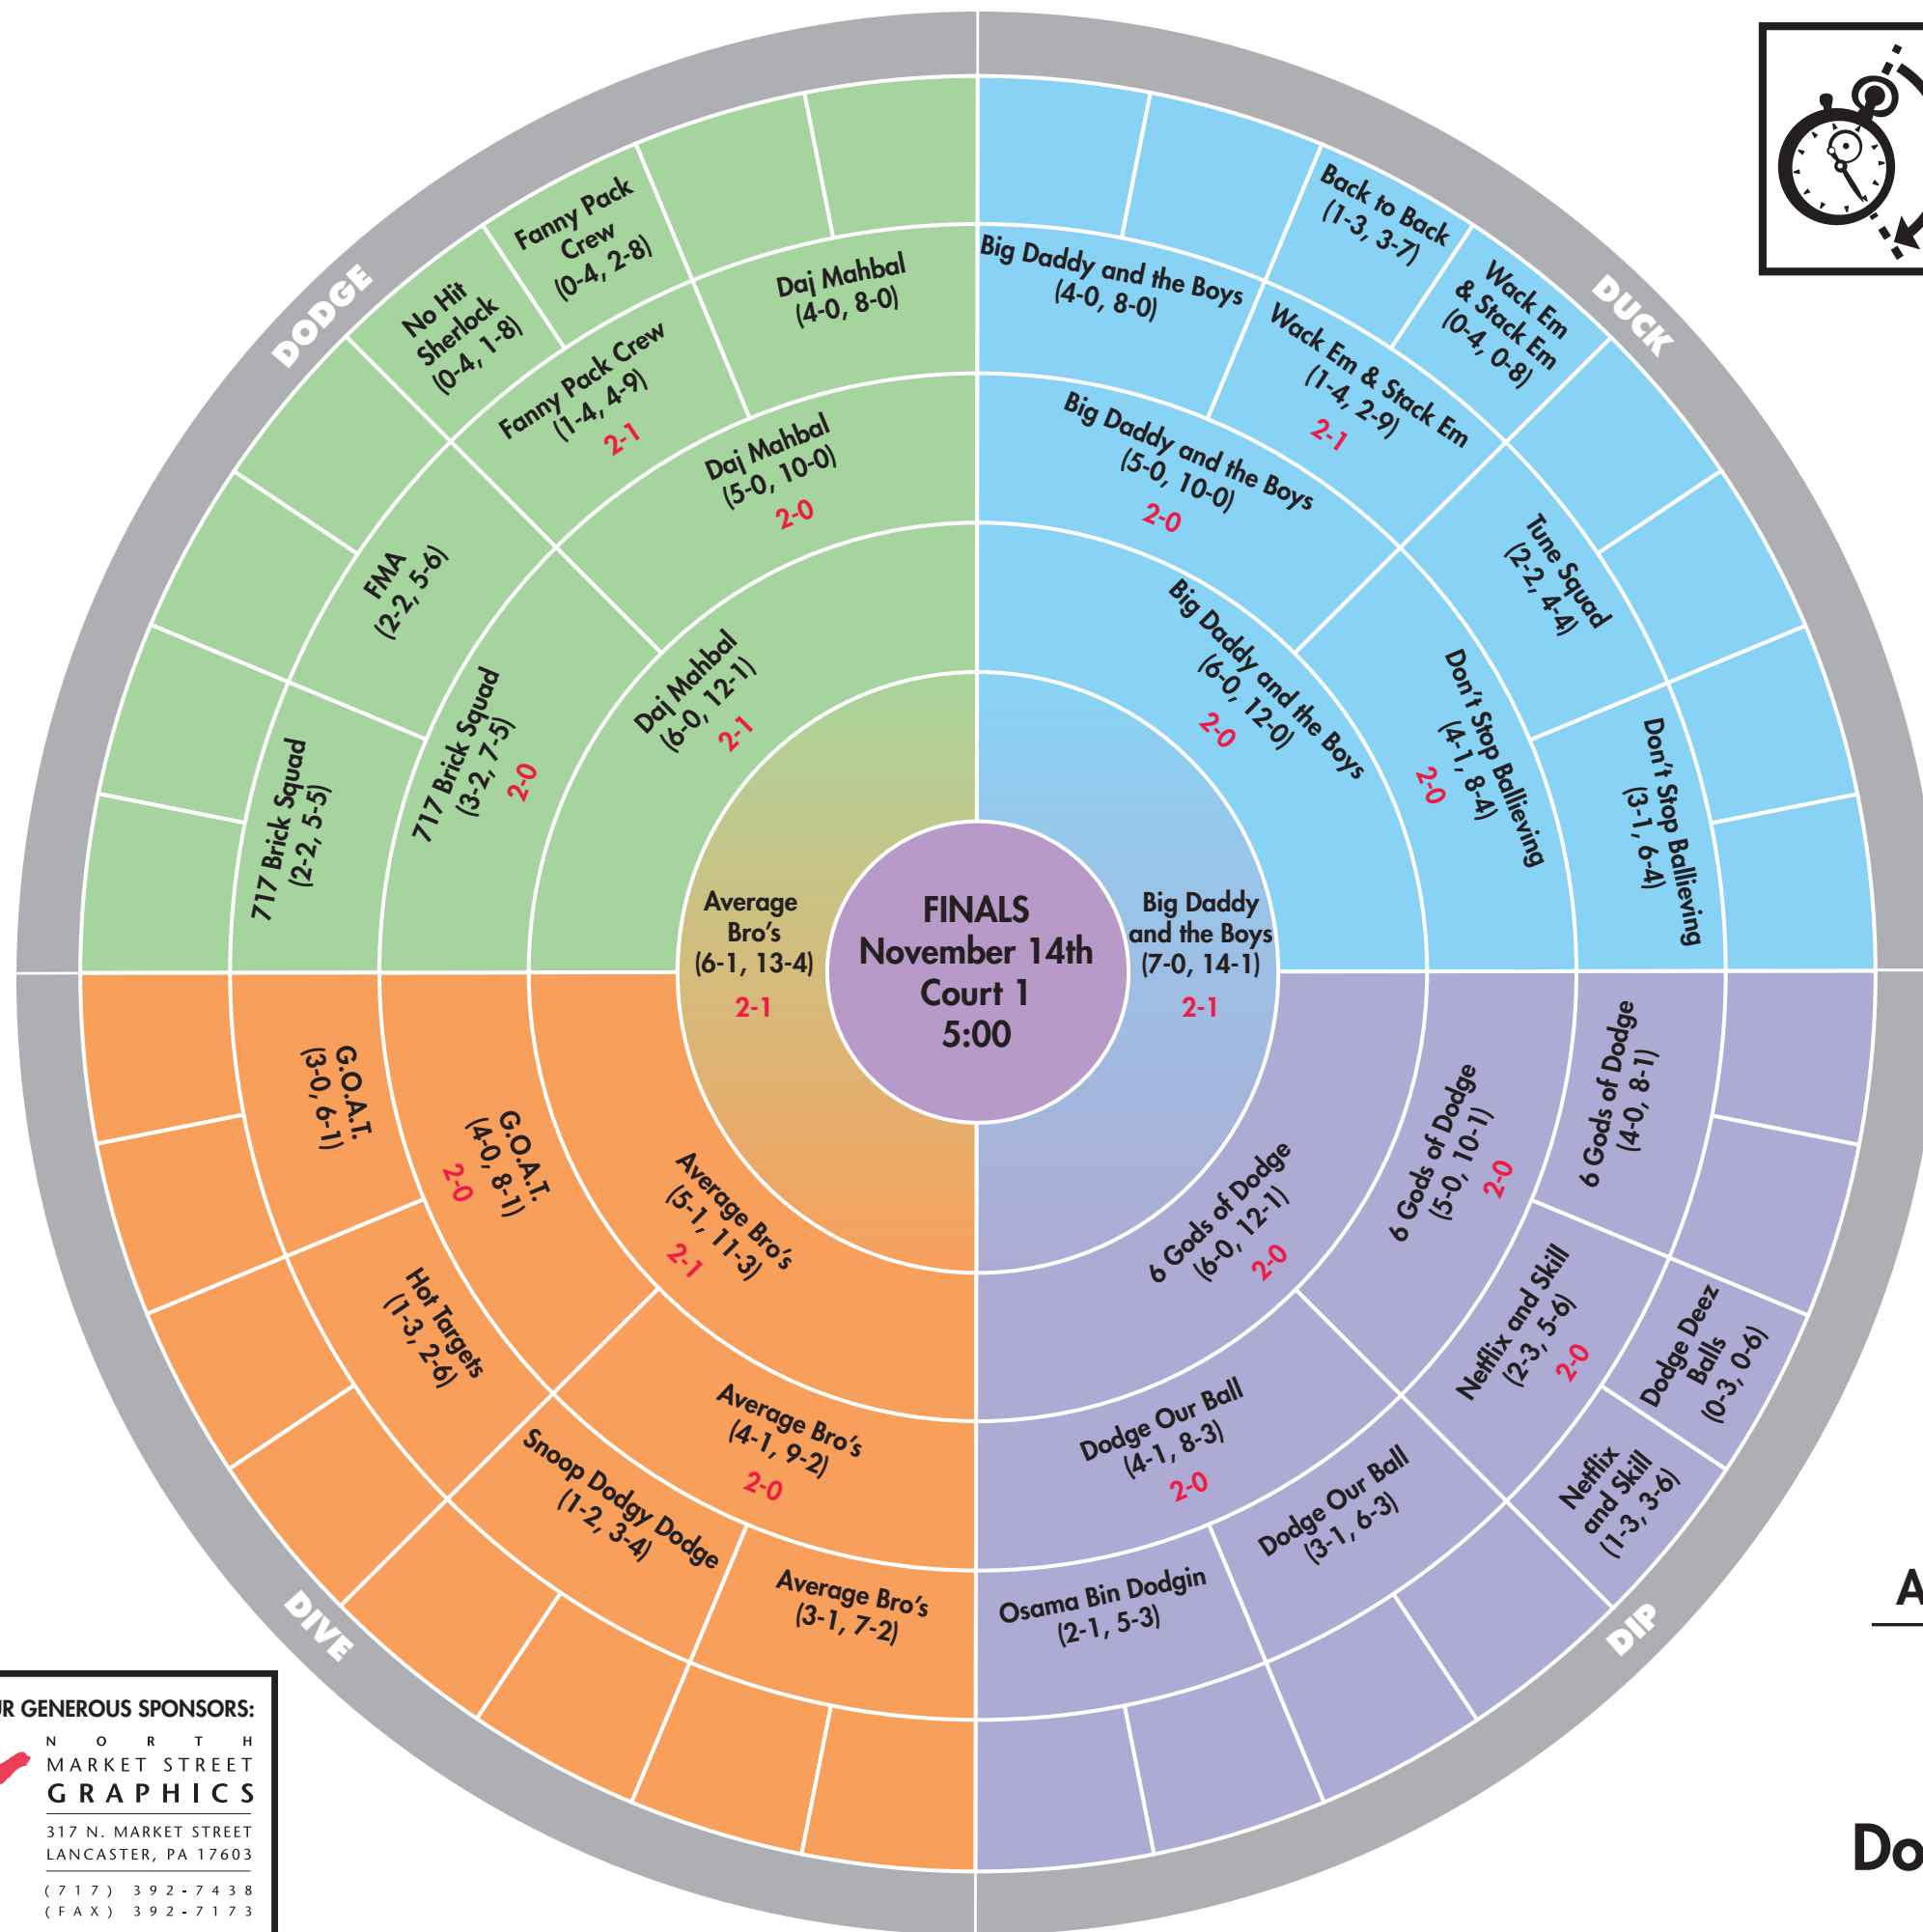 DODGE
No Hit
Sherlock
(0-4, 1-8)
Fanny Pack
Crew
(0-4, 2-8)
Fanny Pack Crew
(1-4, 4-9)
2-1
Daj Mahbal
(4-0, 8-0)
Daj Mahbal
(5-0, 10-0)
2-0
FMA
(2-2, 5-6)
717 Brick Squad
(2-2, 5-5)
717 Brick Squad
(3-2, 7-5)
2-0
Daj Mahbal
(6-0, 12-1)
2-1
DUCK
Big Daddy and the Boys
(4-0, 8-0)
Back to Back
(1-3, 3-7)
Wack Em
& Stack Em
(0-4, 0-8)
Wack Em & Stack Em
(1-4, 2-9)
2-1
Big Daddy and the Boys
(5-0, 10-0)
2-0
Tune Squad
(2-2, 4-4)
Don't Stop Ballieving
(3-1, 6-4)
Don't Stop Ballieving
(4-1, 8-4)
2-0
Big Daddy and the Boys
(6-0, 12-0)
2-0
Average
Bro's
(6-1, 13-4)
2-1
FINALS
November 14th
Court 1
5:00
Big Daddy
and the Boys
(7-0, 14-1)
2-1
DIVE
G.O.A.T.
(3-0, 6-1)
G.O.A.T.
(4-0, 8-1)
2-0
Hot Targets
(1-3, 2-6)
Average Bro's
(5-1, 11-3)
2-1
Average Bro's
(4-1, 9-2)
2-0
Snoop Dodgy Dodge
(1-2, 3-4)
Average Bro's
(3-1, 7-2)
DIP
6 Gods of Dodge
(4-0, 8-1)
6 Gods of Dodge
(5-0, 10-1)
2-0
6 Gods of Dodge
(6-0, 12-1)
2-0
Netflix and Skill
(2-3, 5-6)
2-0
Dodge Deez
Balls
(0-3, 0-6)
Netflix
and Skill
(1-3, 3-6)
Dodge Our Ball
(4-1, 8-3)
2-0
Dodge Our Ball
(3-1, 6-3)
Osama Bin Dodgin
(2-1, 5-3)
A
Do
UR GENEROUS SPONSORS:
NORTH
MARKET STREET
GRAPHICS
317 N. MARKET STREET
LANCASTER, PA 17603
(717) 392-7438
(FAX) 392-7173